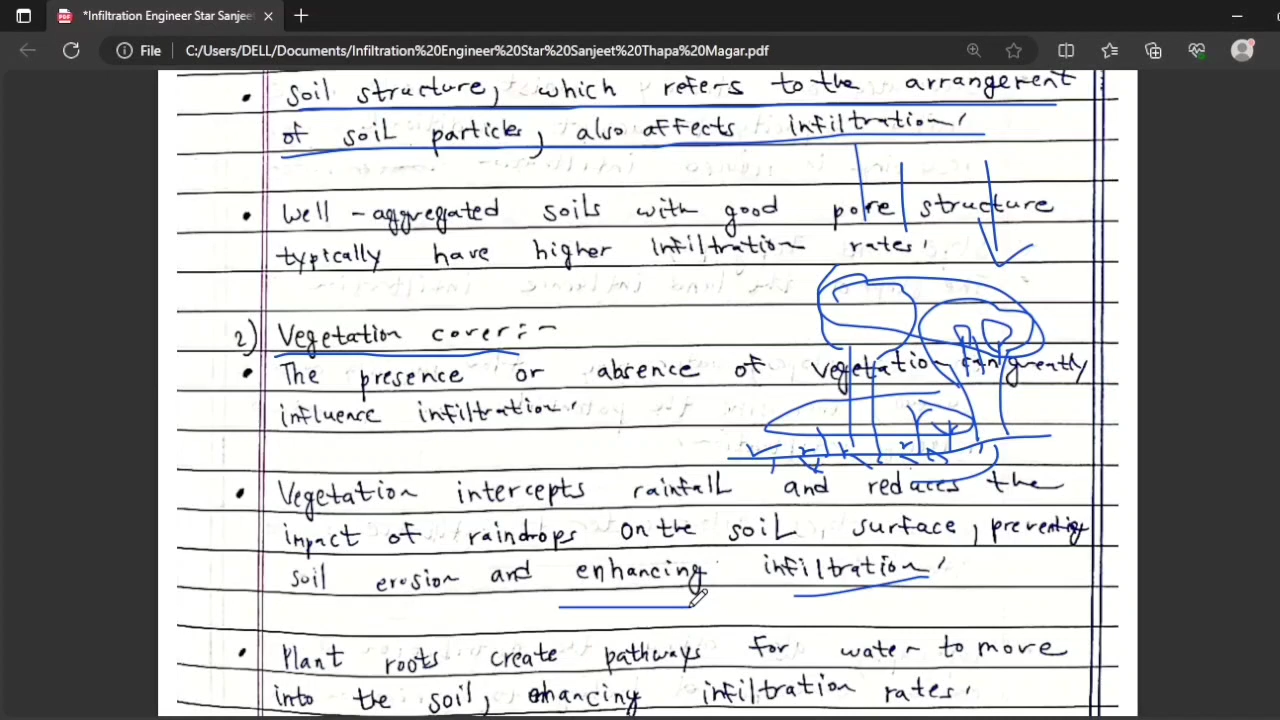 *Infiltration Engineer Star Sanjee
File
C:/Users/DELL/Documents/Infiltration%20Engineer%20Star%20Sanjeet%20Thapa%20Magar.pdf
• Soil structure, which refers to the arrangement
of soil particles, also affects infiltration.
• Well-aggregated soils with good pore structure
typically have higher infiltration rates.
2) Vegetation cover:-
• The presence or absence of vegetation can greatly
influence infiltration.
• Vegetation intercepts rainfall and reduces the
impact of raindrops on the soil surface, preventing
soil erosion and enhancing infiltration.
• Plant roots create pathways for water to move
into the soil, enhancing infiltration rates.